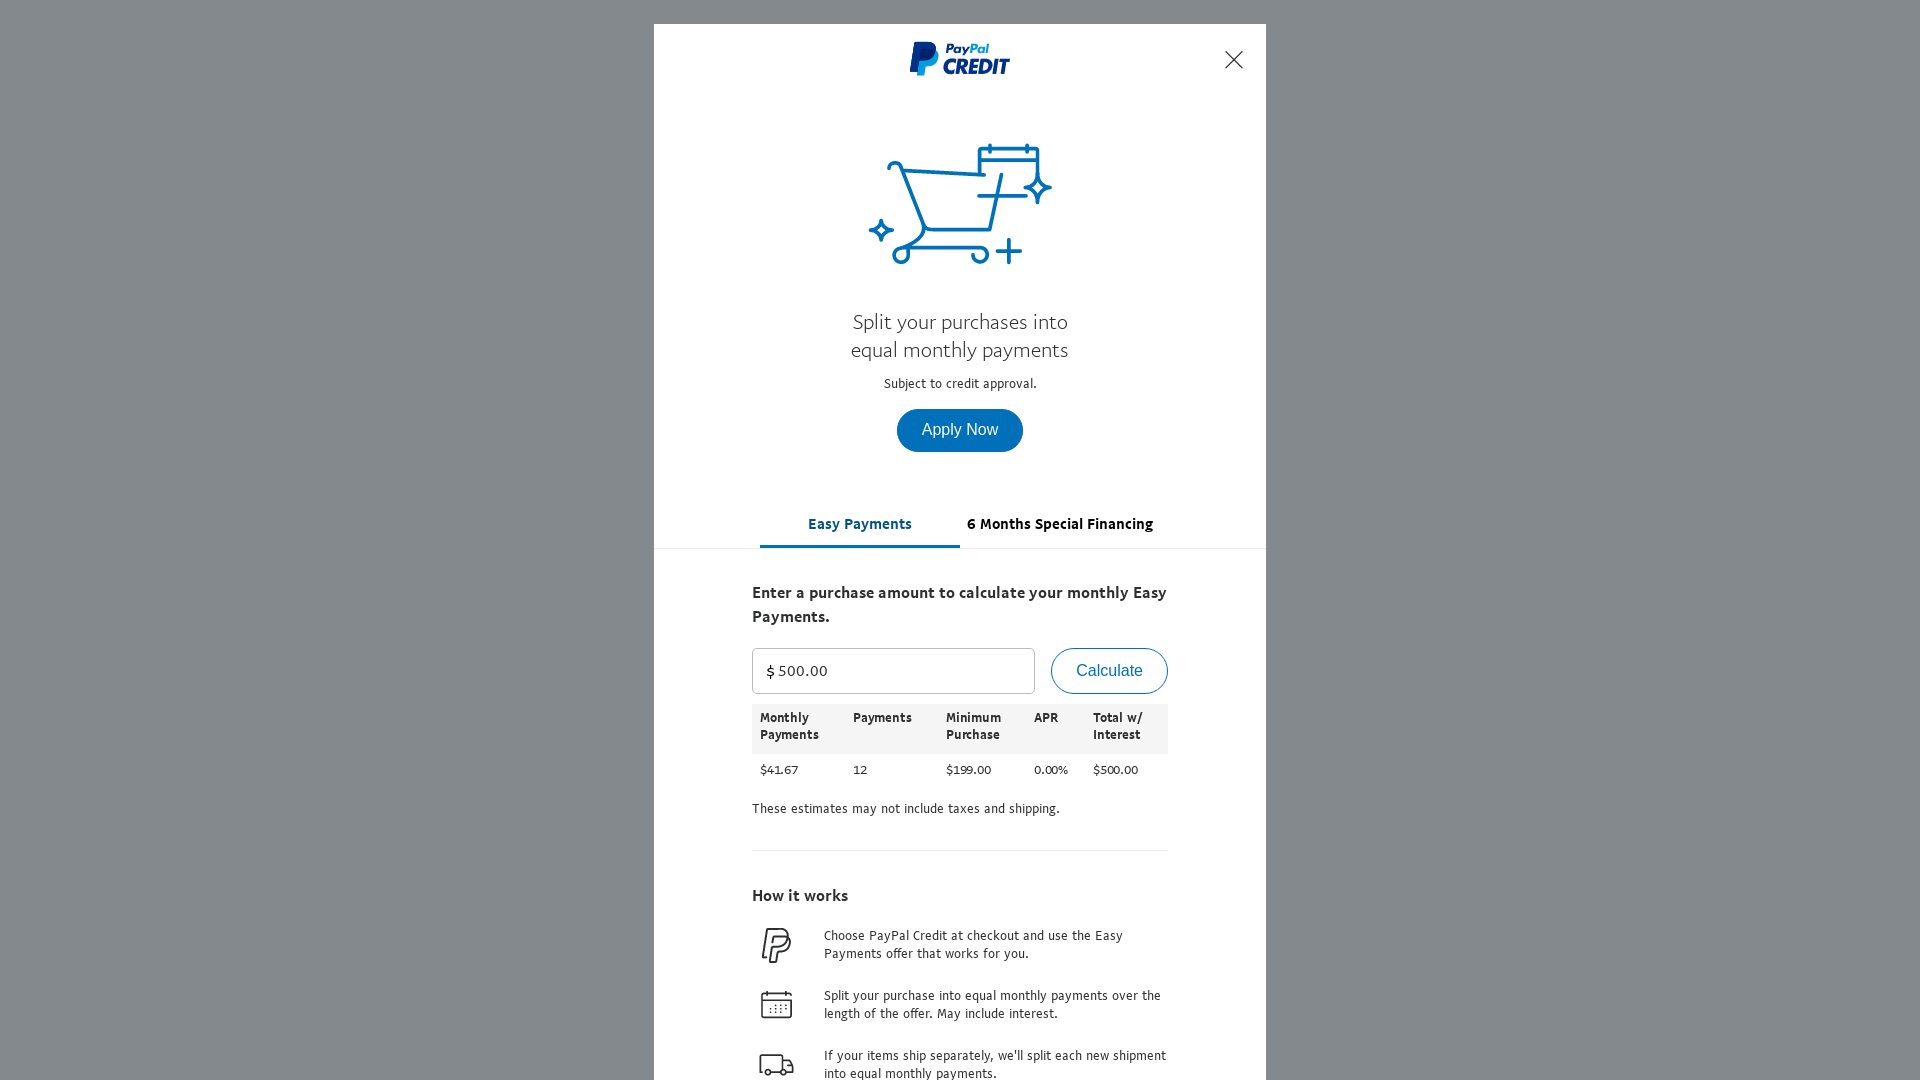 PayPal
CREDIT
Split your purchases into
equal monthly payments
Subject to credit approval.
Apply Now
Easy Payments
6 Months Special Financing
Enter a purchase amount to calculate your monthly Easy
Payments.
$ 500.00
Calculate
Monthly Payments
Payments
Minimum Purchase
APR
Total w/ Interest
$41.67
12
$199.00
0.00%
$500.00
These estimates may not include taxes and shipping.
How it works
Choose PayPal Credit at checkout and use the Easy
Payments offer that works for you.
Split your purchase into equal monthly payments over the
length of the offer. May include interest.
If your items ship separately, we'll split each new shipment
into equal monthly payments.